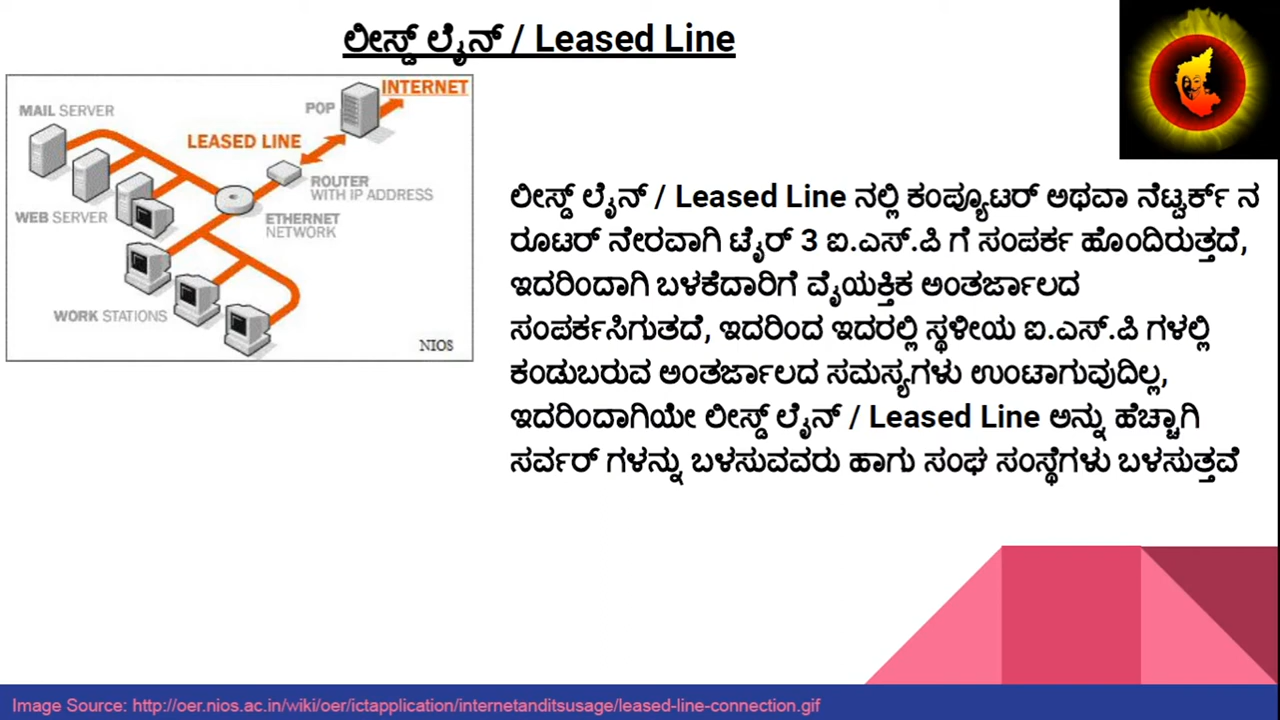 ಲೀಸ್ಡ್ ಲೈನ್ / Leased Line
INTERNET
POP
MAIL SERVER
LEASED LINE
ROUTER
WITH IP ADDRESS
WEB SERVER
ETHERNET
NETWORK
WORK STATIONS
NIOS
ಲೀಸ್ಡ್ ಲೈನ್ / Leased Line ನಲ್ಲಿ ಕಂಪ್ಯೂಟರ್ ಅಥವಾ ನೆಟ್ವರ್ಕ್ ನ
ರೂಟರ್ ನೇರವಾಗಿ ಟೈರ್ 3 ಐ.ಎಸ್.ಪಿ ಗೆ ಸಂಪರ್ಕ ಹೊಂದಿರುತ್ತದೆ,
ಇದರಿಂದಾಗಿ ಬಳಕೆದಾರಿಗೆ ವೈಯಕ್ತಿಕ ಅಂತರ್ಜಾಲದ
ಸಂಪರ್ಕಸಿಗುತದೆ, ಇದರಿಂದ ಇದರಲ್ಲಿ ಸ್ಥಳೀಯ ಐ.ಎಸ್.ಪಿ ಗಳಲ್ಲಿ
ಕಂಡುಬರುವ ಅಂತರ್ಜಾಲದ ಸಮಸ್ಯಗಳು ಉಂಟಾಗುವುದಿಲ್ಲ,
ಇದರಿಂದಾಗಿಯೇ ಲೀಸ್ಡ್ ಲೈನ್ / Leased Line ಅನ್ನು ಹೆಚ್ಚಾಗಿ
ಸರ್ವರ್ ಗಳನ್ನು ಬಳಸುವವರು ಹಾಗು ಸಂಘ ಸಂಸ್ಥೆಗಳು ಬಳಸುತ್ತವೆ
Image Source: http://oer.nios.ac.in/wiki/oer/ictapplication/internetanditsusage/leased-line-connection.gif